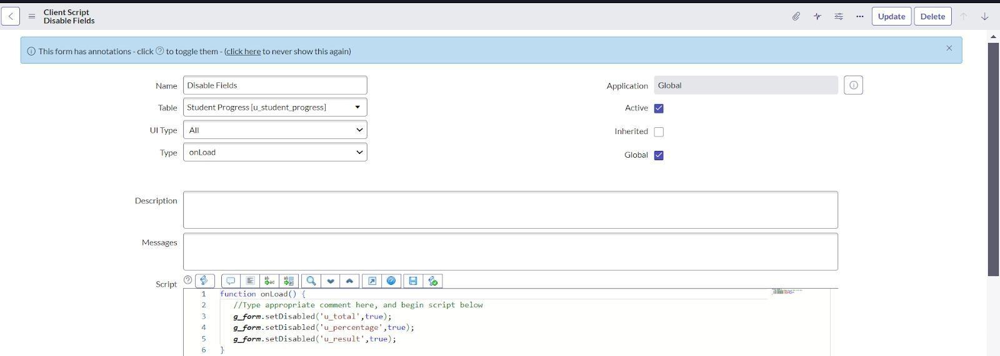 Client Script
Disable Fields
Update
Delete
This form has annotations - click ? to toggle them - (click here to never show this again)
Name Disable Fields
Application Global
Table Student Progress [u_student_progress]
Active
UI Type All
Inherited
Type onLoad
Global
Description
Messages
Script
1 function onLoad() {
2 //Type appropriate comment here, and begin script below
3 g_form.setDisabled('u_total',true);
4 g_form.setDisabled('u_percentage',true);
5 g_form.setDisabled('u_result',true);
6 }